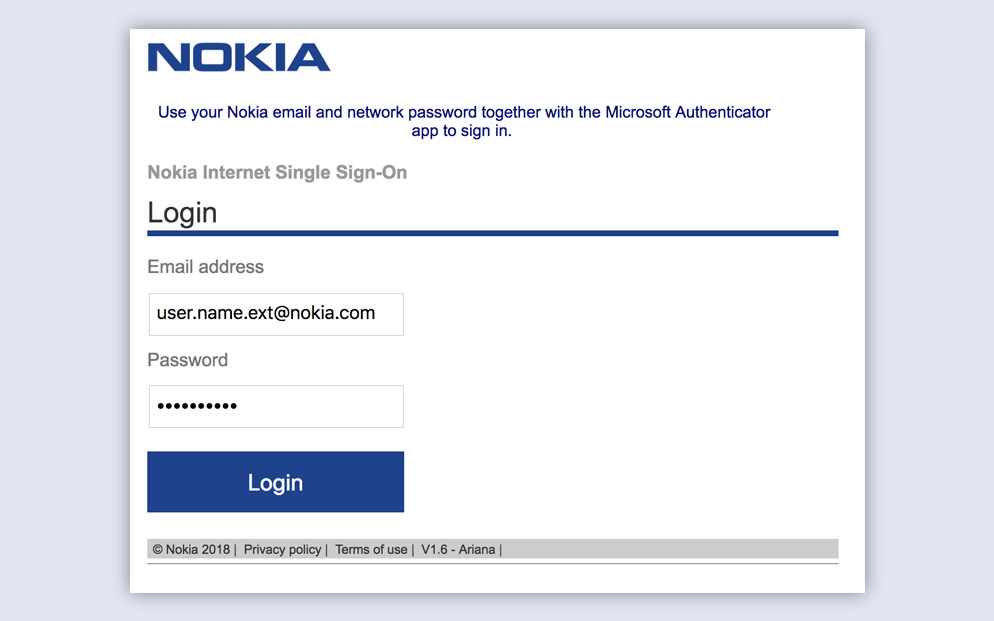 NOKIA
Use your Nokia email and network password together with the Microsoft Authenticator
app to sign in.
Nokia Internet Single Sign-On
Login
Email address
user.name.ext@nokia.com
Password
••••••••••
Login
© Nokia 2018 | Privacy policy | Terms of use | V1.6 - Ariana |